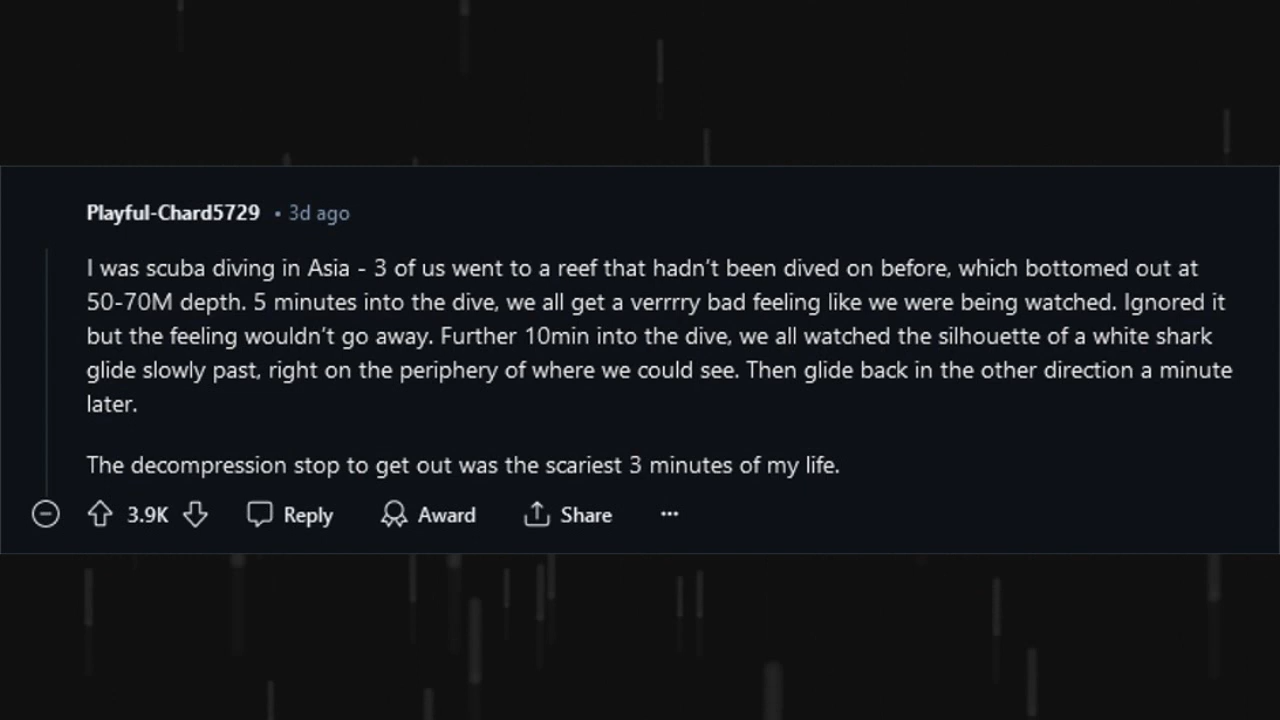 Playful-Chard5729 • 3d ago
I was scuba diving in Asia - 3 of us went to a reef that hadn’t been dived on before, which bottomed out at
50-70M depth. 5 minutes into the dive, we all get a verrrry bad feeling like we were being watched. Ignored it
but the feeling wouldn’t go away. Further 10min into the dive, we all watched the silhouette of a white shark
glide slowly past, right on the periphery of where we could see. Then glide back in the other direction a minute
later.
The decompression stop to get out was the scariest 3 minutes of my life.
3.9K Reply Award Share ···